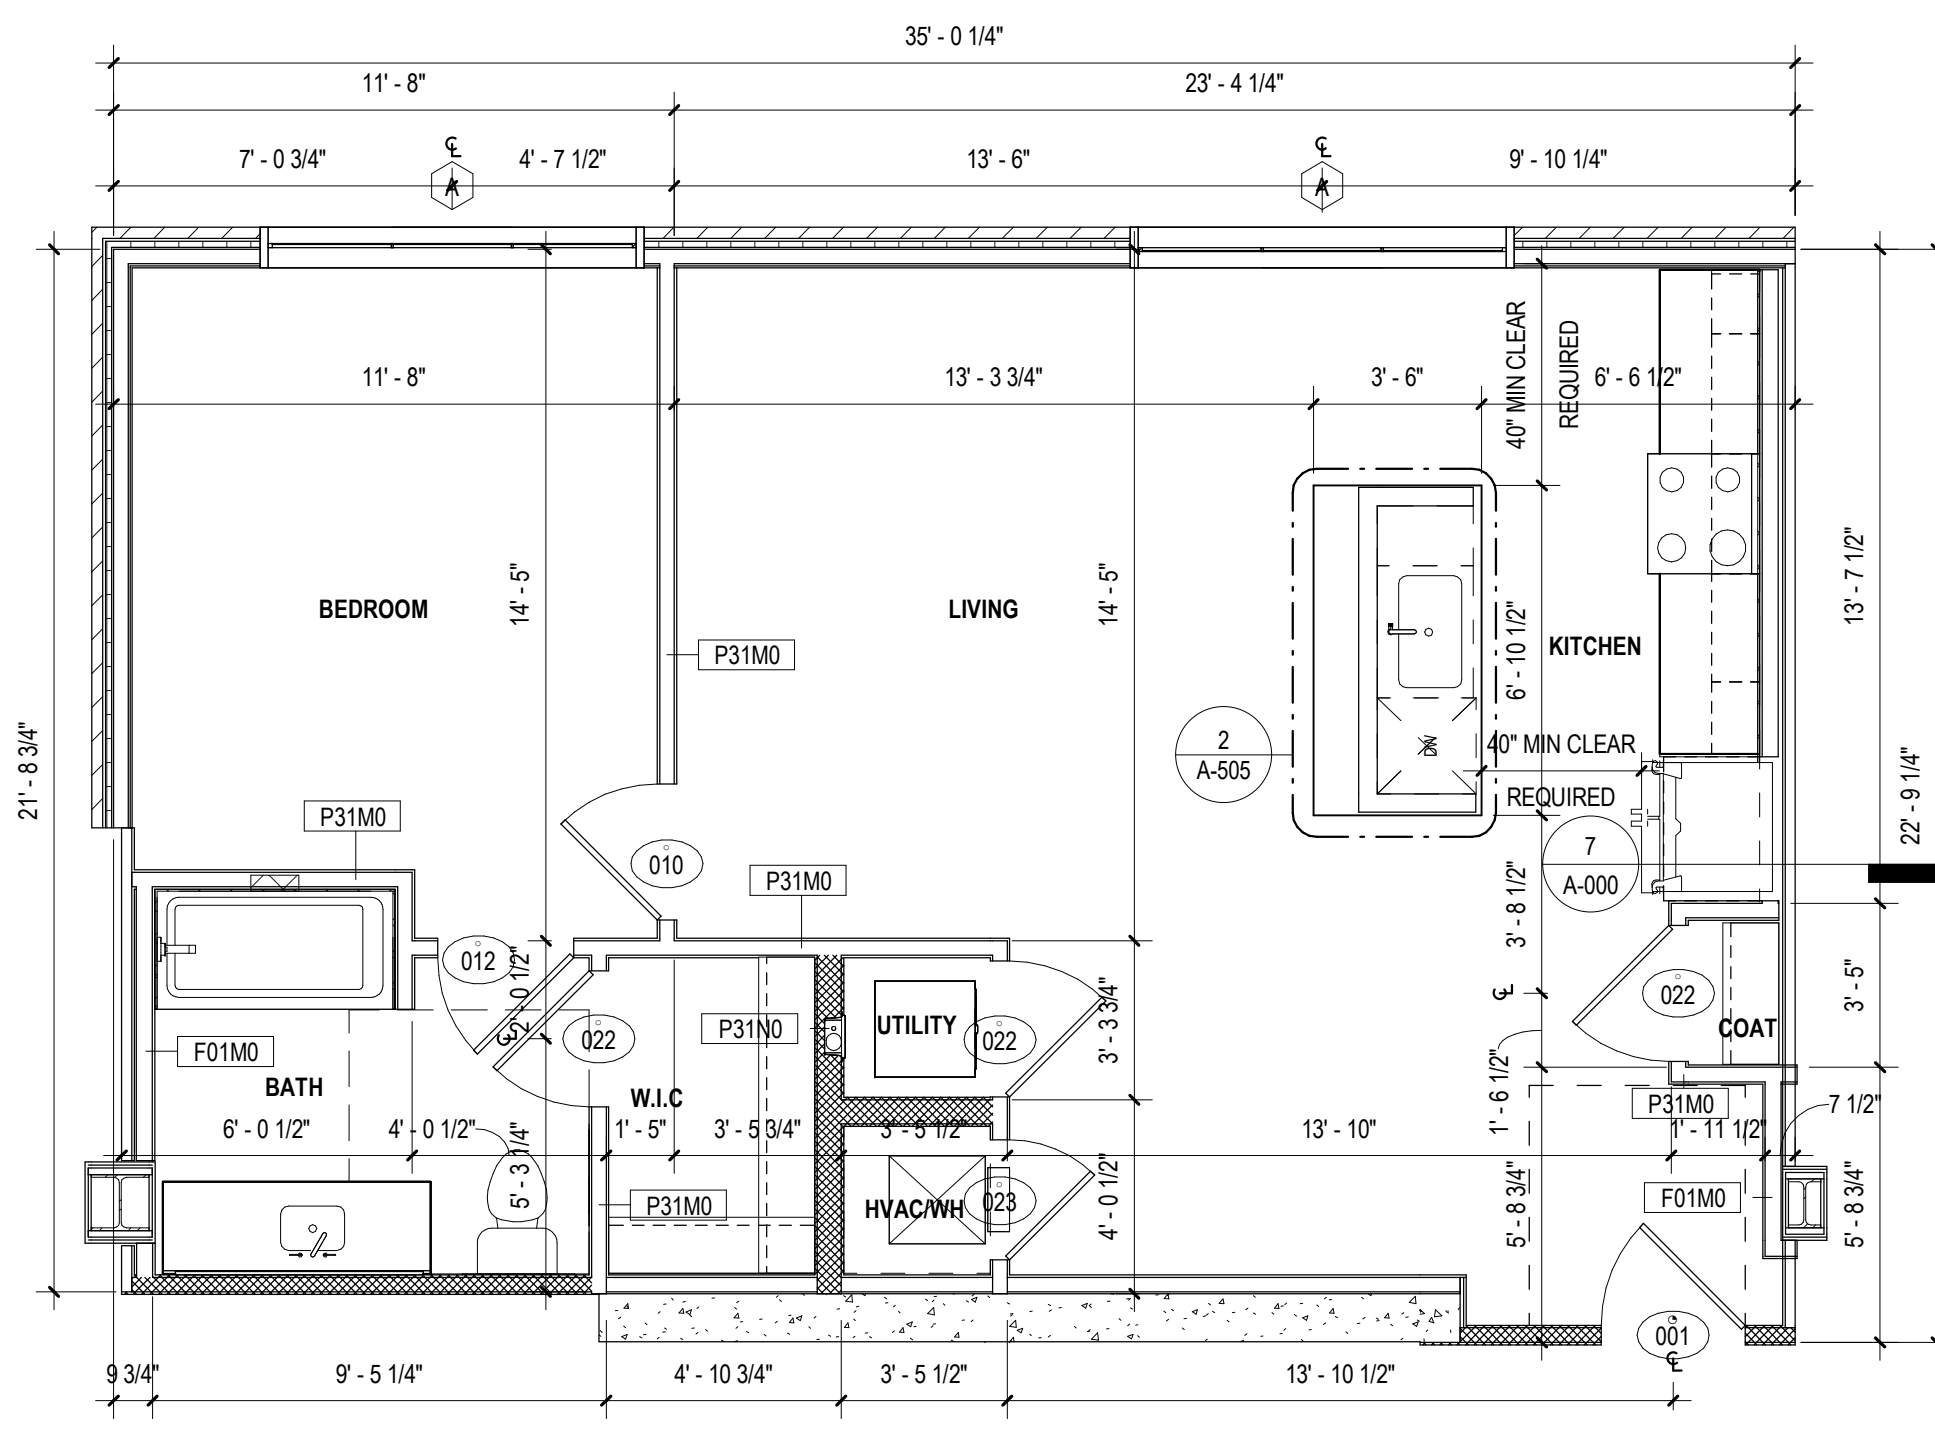 35' - 0 1/4"
11' - 8"
23' - 4 1/4"
7' - 0 3/4"
℄
4' - 7 1/2"
13' - 6"
℄
9' - 10 1/4"
A
A
11' - 8"
13' - 3 3/4"
3' - 6"
40" MIN CLEAR
REQUIRED
6' - 6 1/2"
21' - 8 3/4"
BEDROOM
14' - 5"
LIVING
14' - 5"
P31M0
6' - 10 1/2"
KITCHEN
13' - 7 1/2"
2
A-505
DW
40" MIN CLEAR
REQUIRED
22' - 9 1/4"
P31M0
010
P31M0
7
A-000
3' - 8 1/2"
012
2' - 0 1/2"
℄
022
P31N0
UTILITY
022
3' - 3 3/4"
℄
022
COAT
3' - 5"
F01M0
BATH
W.I.C
1' - 6 1/2"
P31M0
7 1/2"
6' - 0 1/2"
4' - 0 1/2"
5' - 3 1/4"
1' - 5"
3' - 5 3/4"
3' - 5 1/2"
13' - 10"
1' - 11 1/2"
P31M0
HVAC/WH
023
4' - 0 1/2"
5' - 8 3/4"
F01M0
5' - 8 3/4"
001
℄
9 3/4"
9' - 5 1/4"
4' - 10 3/4"
3' - 5 1/2"
13' - 10 1/2"